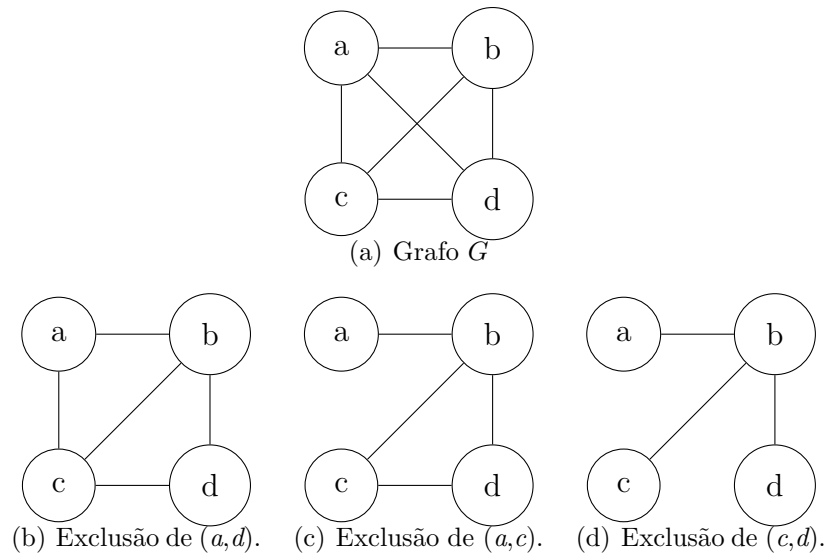 a b
c d
(a) Grafo G
a b a b a b
c d c d c d
(b) Exclusão de (a,d). (c) Exclusão de (a,c). (d) Exclusão de (c,d).